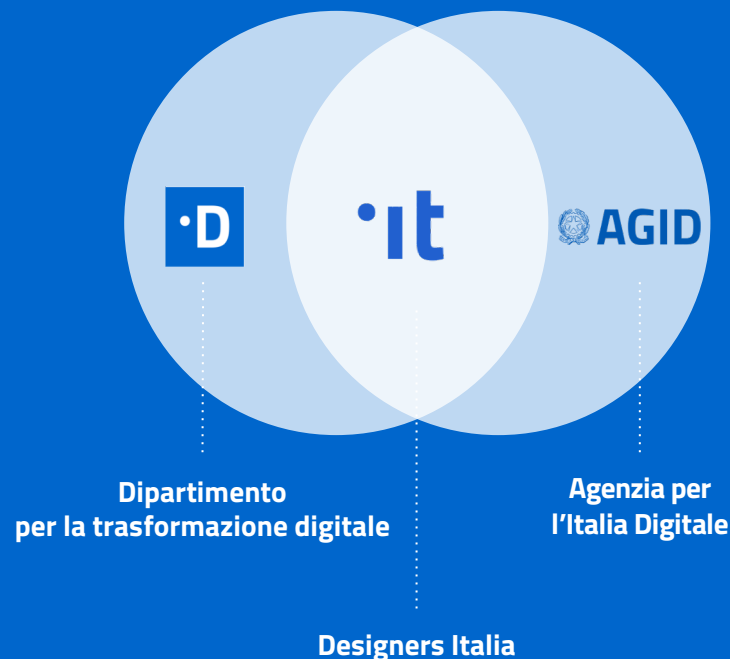 ·D
·it
AGID
Dipartimento
per la trasformazione digitale
Agenzia per
l'Italia Digitale
Designers Italia